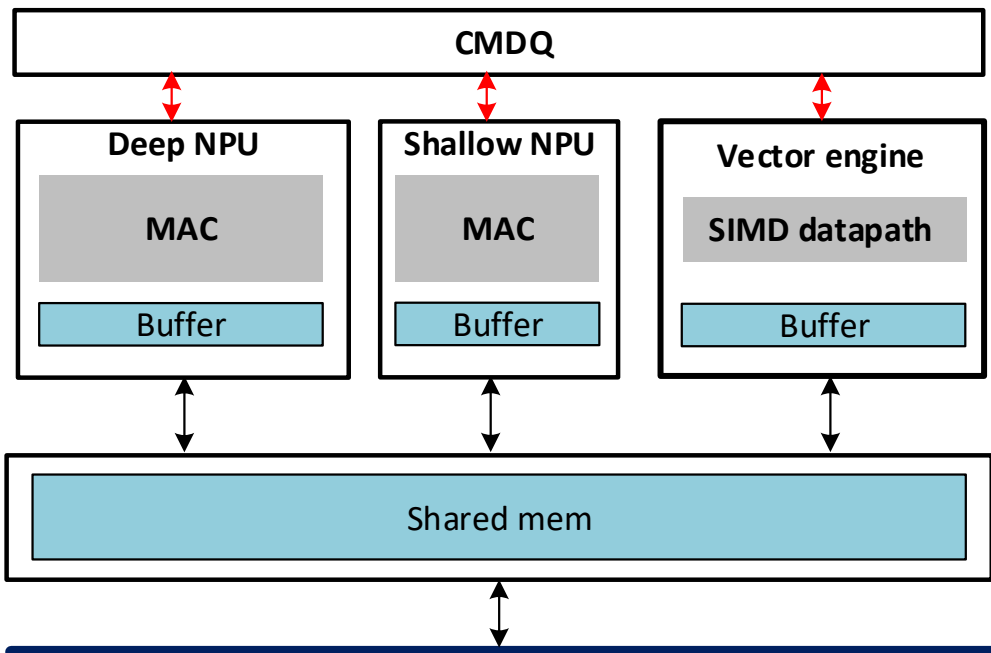 CMDQ
Deep NPU
Shallow NPU
Vector engine
MAC
MAC
SIMD datapath
Buffer
Buffer
Buffer
Shared mem